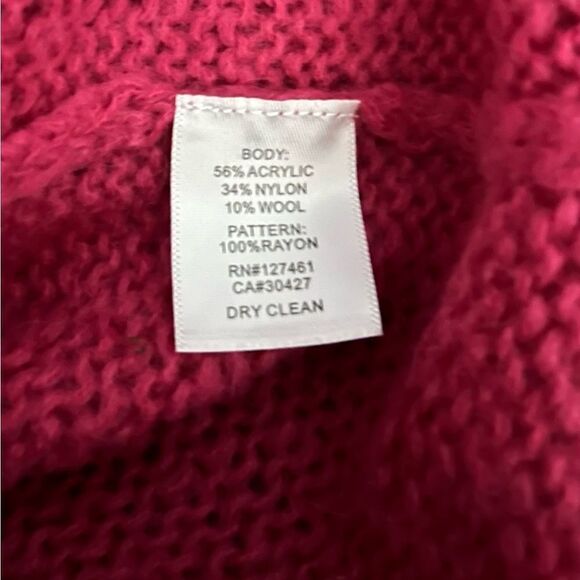 BODY:
56% ACRYLIC
34% NYLON
10% WOOL
PATTERN:
100%RAYON
RN#127461
CA#30427
DRY CLEAN